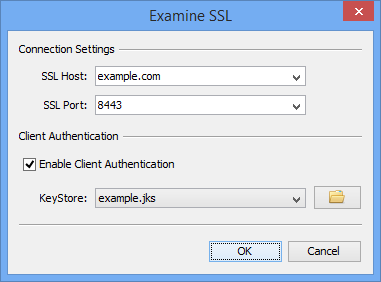 Examine SSL
Connection Settings
SSL Host: example.com
SSL Port: 8443
Client Authentication
Enable Client Authentication
KeyStore: example.jks
OK Cancel